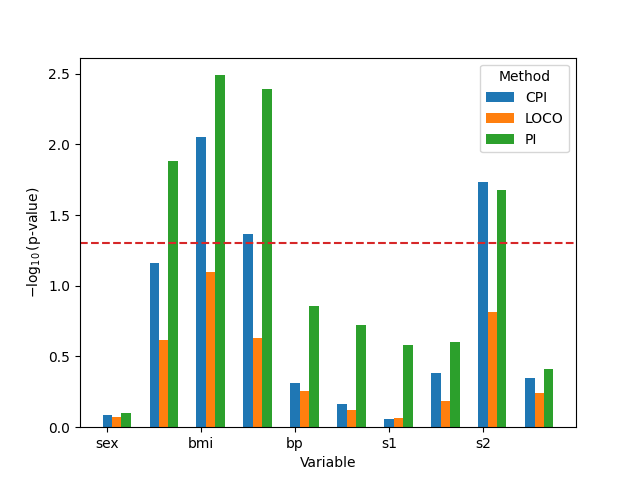 Method
CPI
LOCO
PI
2.5
2.0
1.5
1.0
0.5
0.0
−log₁₀(p-value)
sex bmi bp s1 s2
Variable